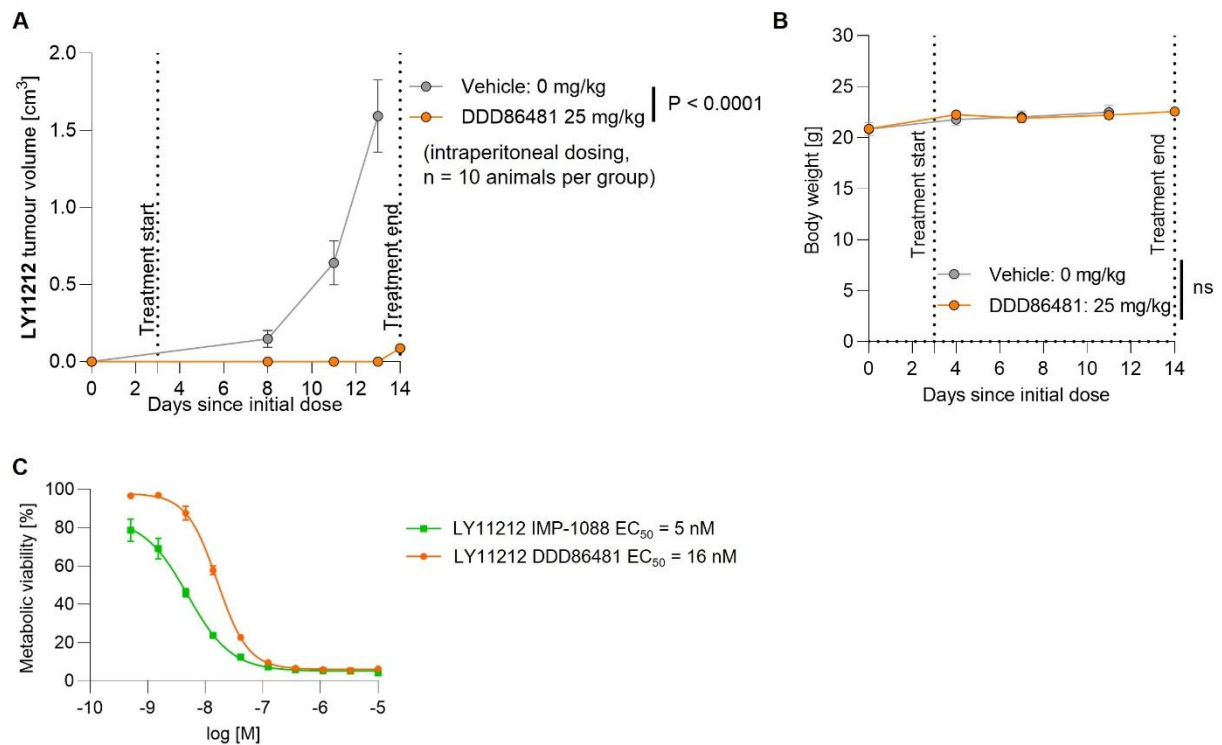 A
LY11212 tumour volume [cm³]
2.0
1.5
1.0
0.5
0.0
Treatment start
Treatment end
0 2 4 6 8 10 12 14
Days since initial dose
Vehicle: 0 mg/kg
DDD86481 25 mg/kg
P < 0.0001
(intraperitoneal dosing,
n = 10 animals per group)
B
Body weight [g]
30
25
20
15
10
5
0
Treatment start
Treatment end
Vehicle: 0 mg/kg
DDD86481: 25 mg/kg
ns
0 2 4 6 8 10 12 14
Days since initial dose
C
Metabolic viability [%]
100
80
60
40
20
0
-10 -9 -8 -7 -6 -5
log [M]
LY11212 IMP-1088 EC₅₀ = 5 nM
LY11212 DDD86481 EC₅₀ = 16 nM